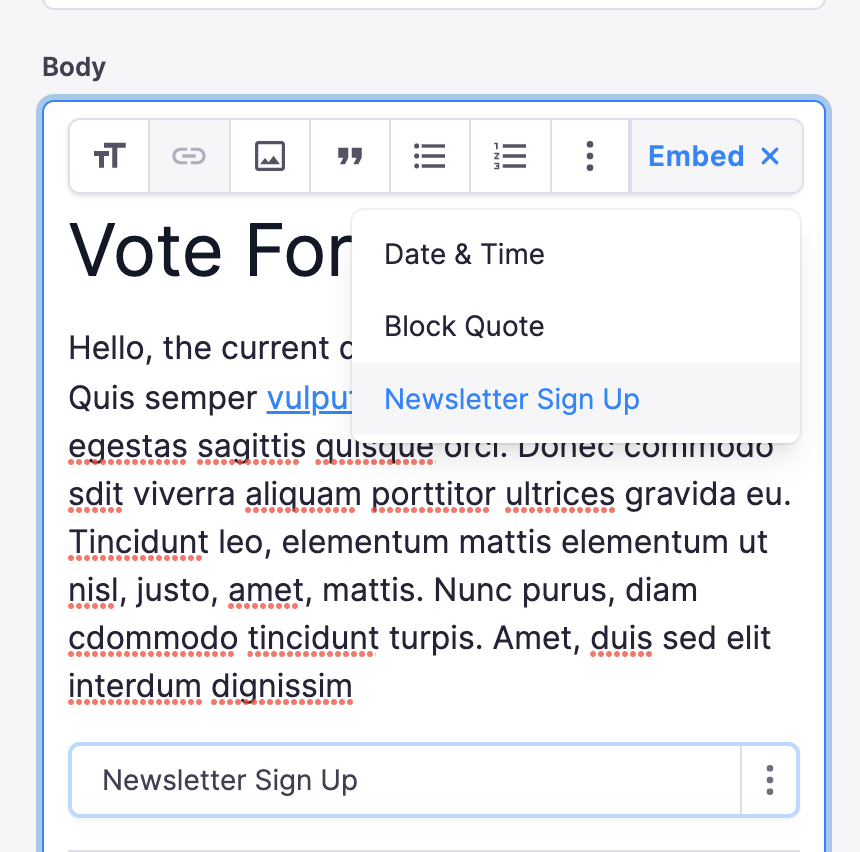 Body
Embed
Vote For
Date & Time
Block Quote
Newsletter Sign Up
Hello, the current
Quis semper
egestas sagittis quisque orci. Donec commodo
sdit viverra aliquam porttitor ultrices gravida eu.
Tincidunt leo, elementum mattis elementum ut
nisl, justo, amet, mattis. Nunc purus, diam
cdommodo tincidunt turpis. Amet, duis sed elit
interdum dignissim
Newsletter Sign Up